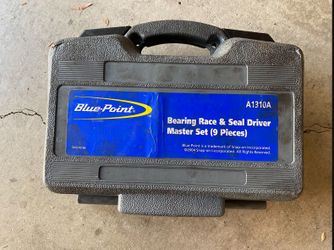 Blue-Point
A1310A
Bearing Race & Seal Driver
Master Set (9 Pieces)
Blue-Point is a trademark of Snap-on Incorporated.
©2004 Snap-on Incorporated. All Rights Reserved.